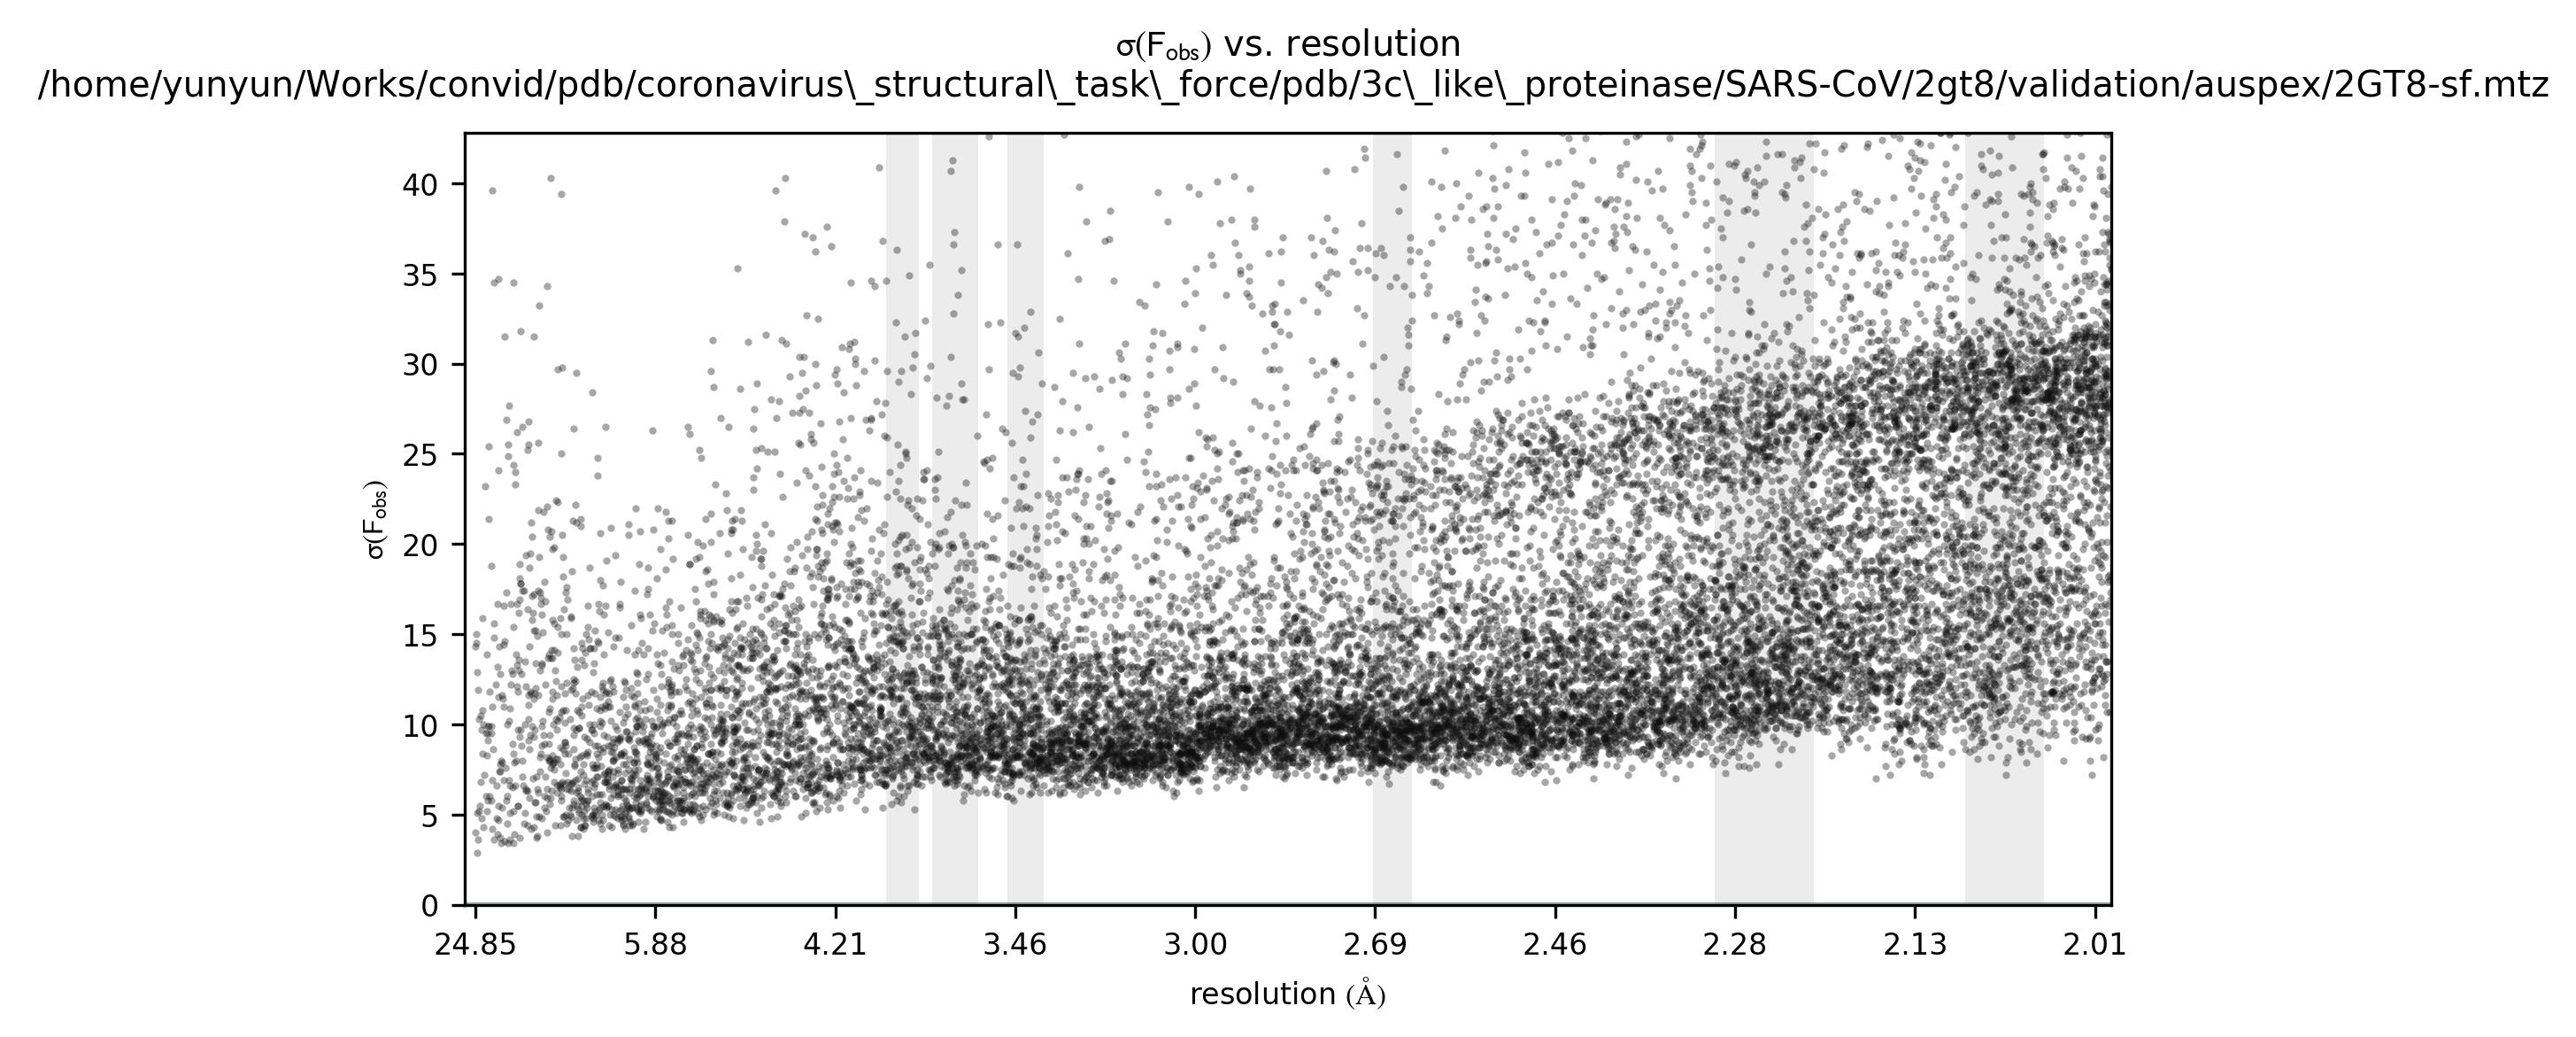 σ(Fobs) vs. resolution
/home/yunyun/Works/convid/pdb/coronavirus\_structural\_task\_force/pdb/3c\_like\_proteinase/SARS-CoV/2gt8/validation/auspex/2GT8-sf.mtz
40
35
30
25
20
15
10
5
0
σ(Fobs)
24.85 5.88 4.21 3.46 3.00 2.69 2.46 2.28 2.13 2.01
resolution (Å)